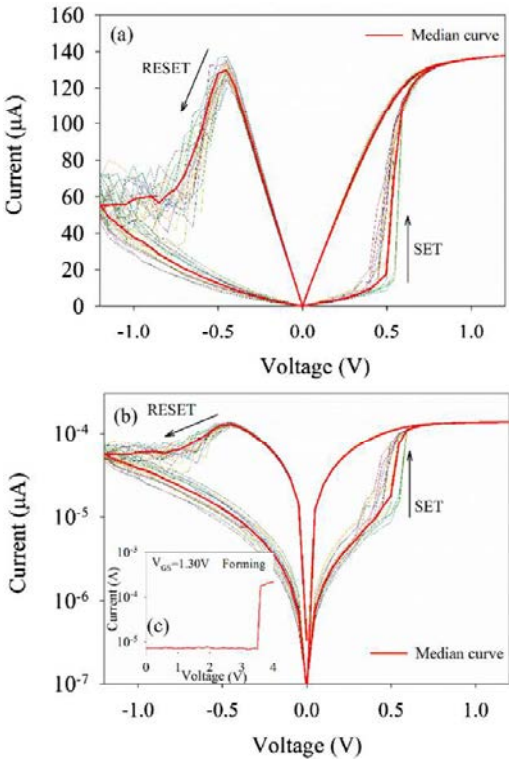 160
(a)
Median curve
140
RESET
120
100
80
60
40
SET
20
0
-1.0 -0.5 0.0 0.5 1.0
Current (μA)
Voltage (V)
(b)
RESET
10⁻⁴
SET
10⁻⁵
10⁻³
V_GS=1.30V Forming
10⁻⁴
(c)
10⁻⁵
0 1 2 3 4
Current (A)
Voltage (V)
10⁻⁶
Median curve
10⁻⁷
-1.0 -0.5 0.0 0.5 1.0
Current (μA)
Voltage (V)